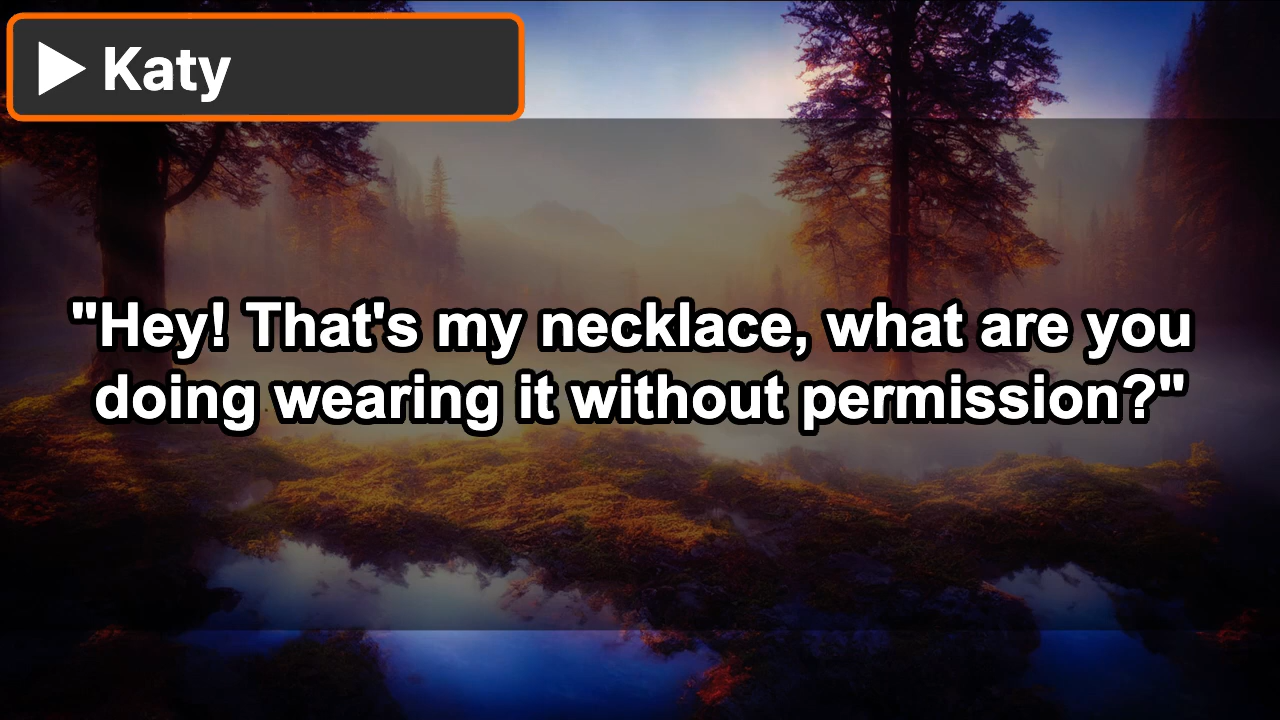 Katy
"Hey! That's my necklace, what are you
doing wearing it without permission?"